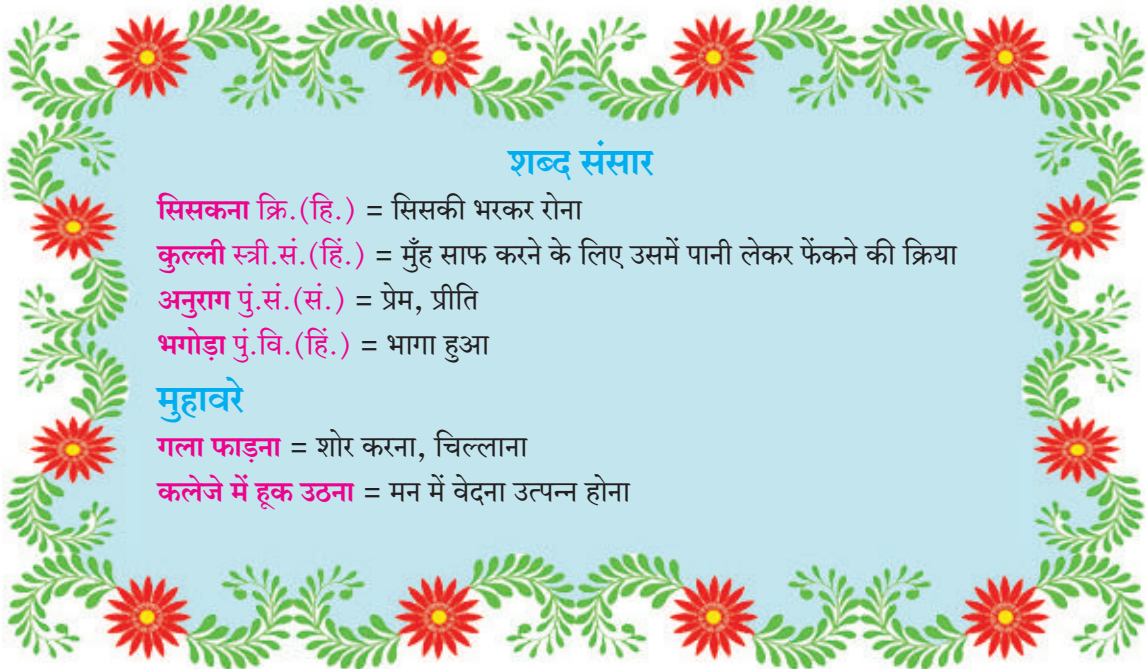 शब्द संसार
सिसकना क्रि.(हि.) = सिसकी भरकर रोना
कुल्ली स्त्री.सं.(हिं.) = मुँह साफ करने के लिए उसमें पानी लेकर फेंकने की क्रिया
अनुराग पुं.सं.(सं.) = प्रेम, प्रीति
भगोड़ा पुं.वि.(हिं.) = भागा हुआ
मुहावरे
गला फाड़ना = शोर करना, चिल्लाना
कलेजे में हूक उठना = मन में वेदना उत्पन्न होना